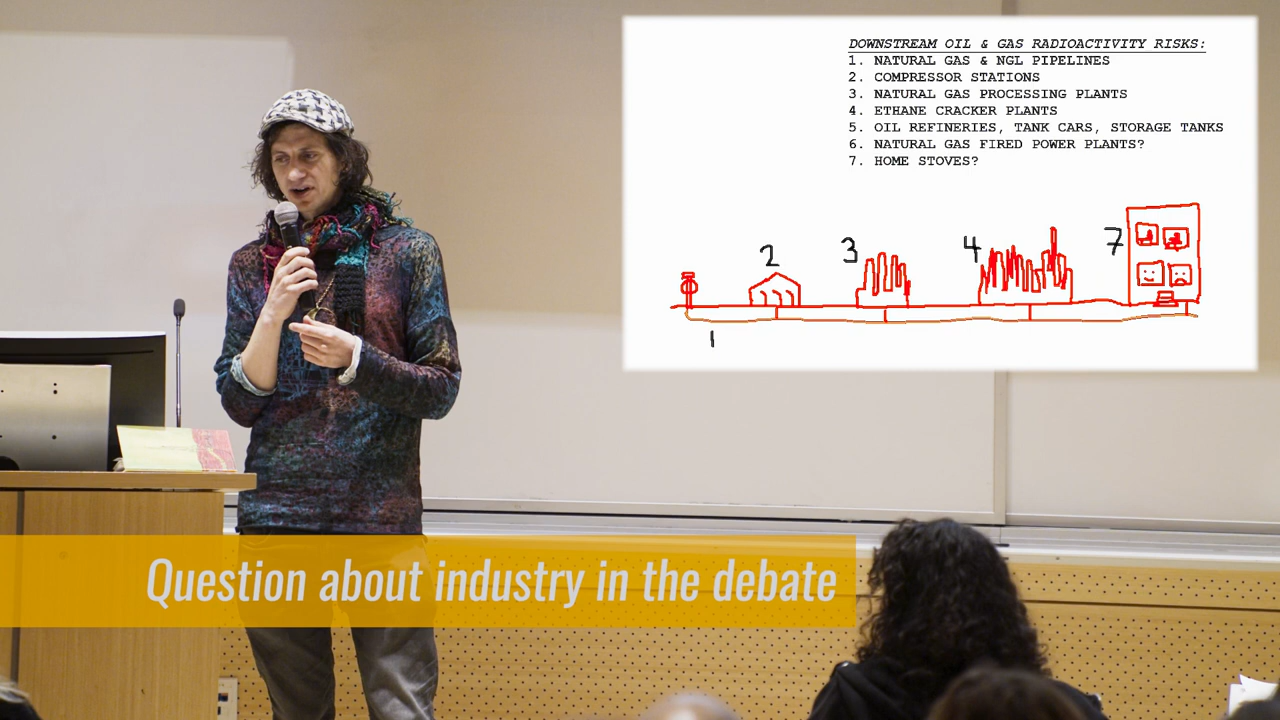 DOWNSTREAM OIL & GAS RADIOACTIVITY RISKS:
1. NATURAL GAS & NGL PIPELINES
2. COMPRESSOR STATIONS
3. NATURAL GAS PROCESSING PLANTS
4. ETHANE CRACKER PLANTS
5. OIL REFINERIES, TANK CARS, STORAGE TANKS
6. NATURAL GAS FIRED POWER PLANTS?
7. HOME STOVES?
2
3
4
7
1
Question about industry in the debate